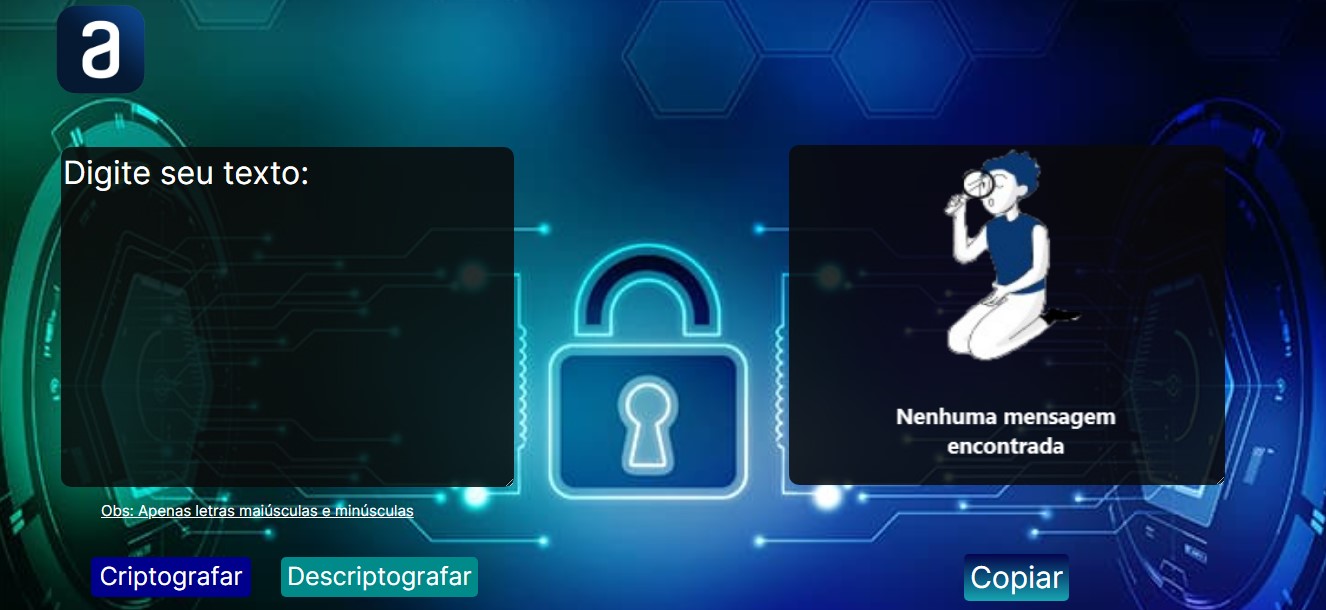 a
Digite seu texto:
Nenhuma mensagem
encontrada
Obs: Apenas letras maiúsculas e minúsculas
Criptografar
Descriptografar
Copiar